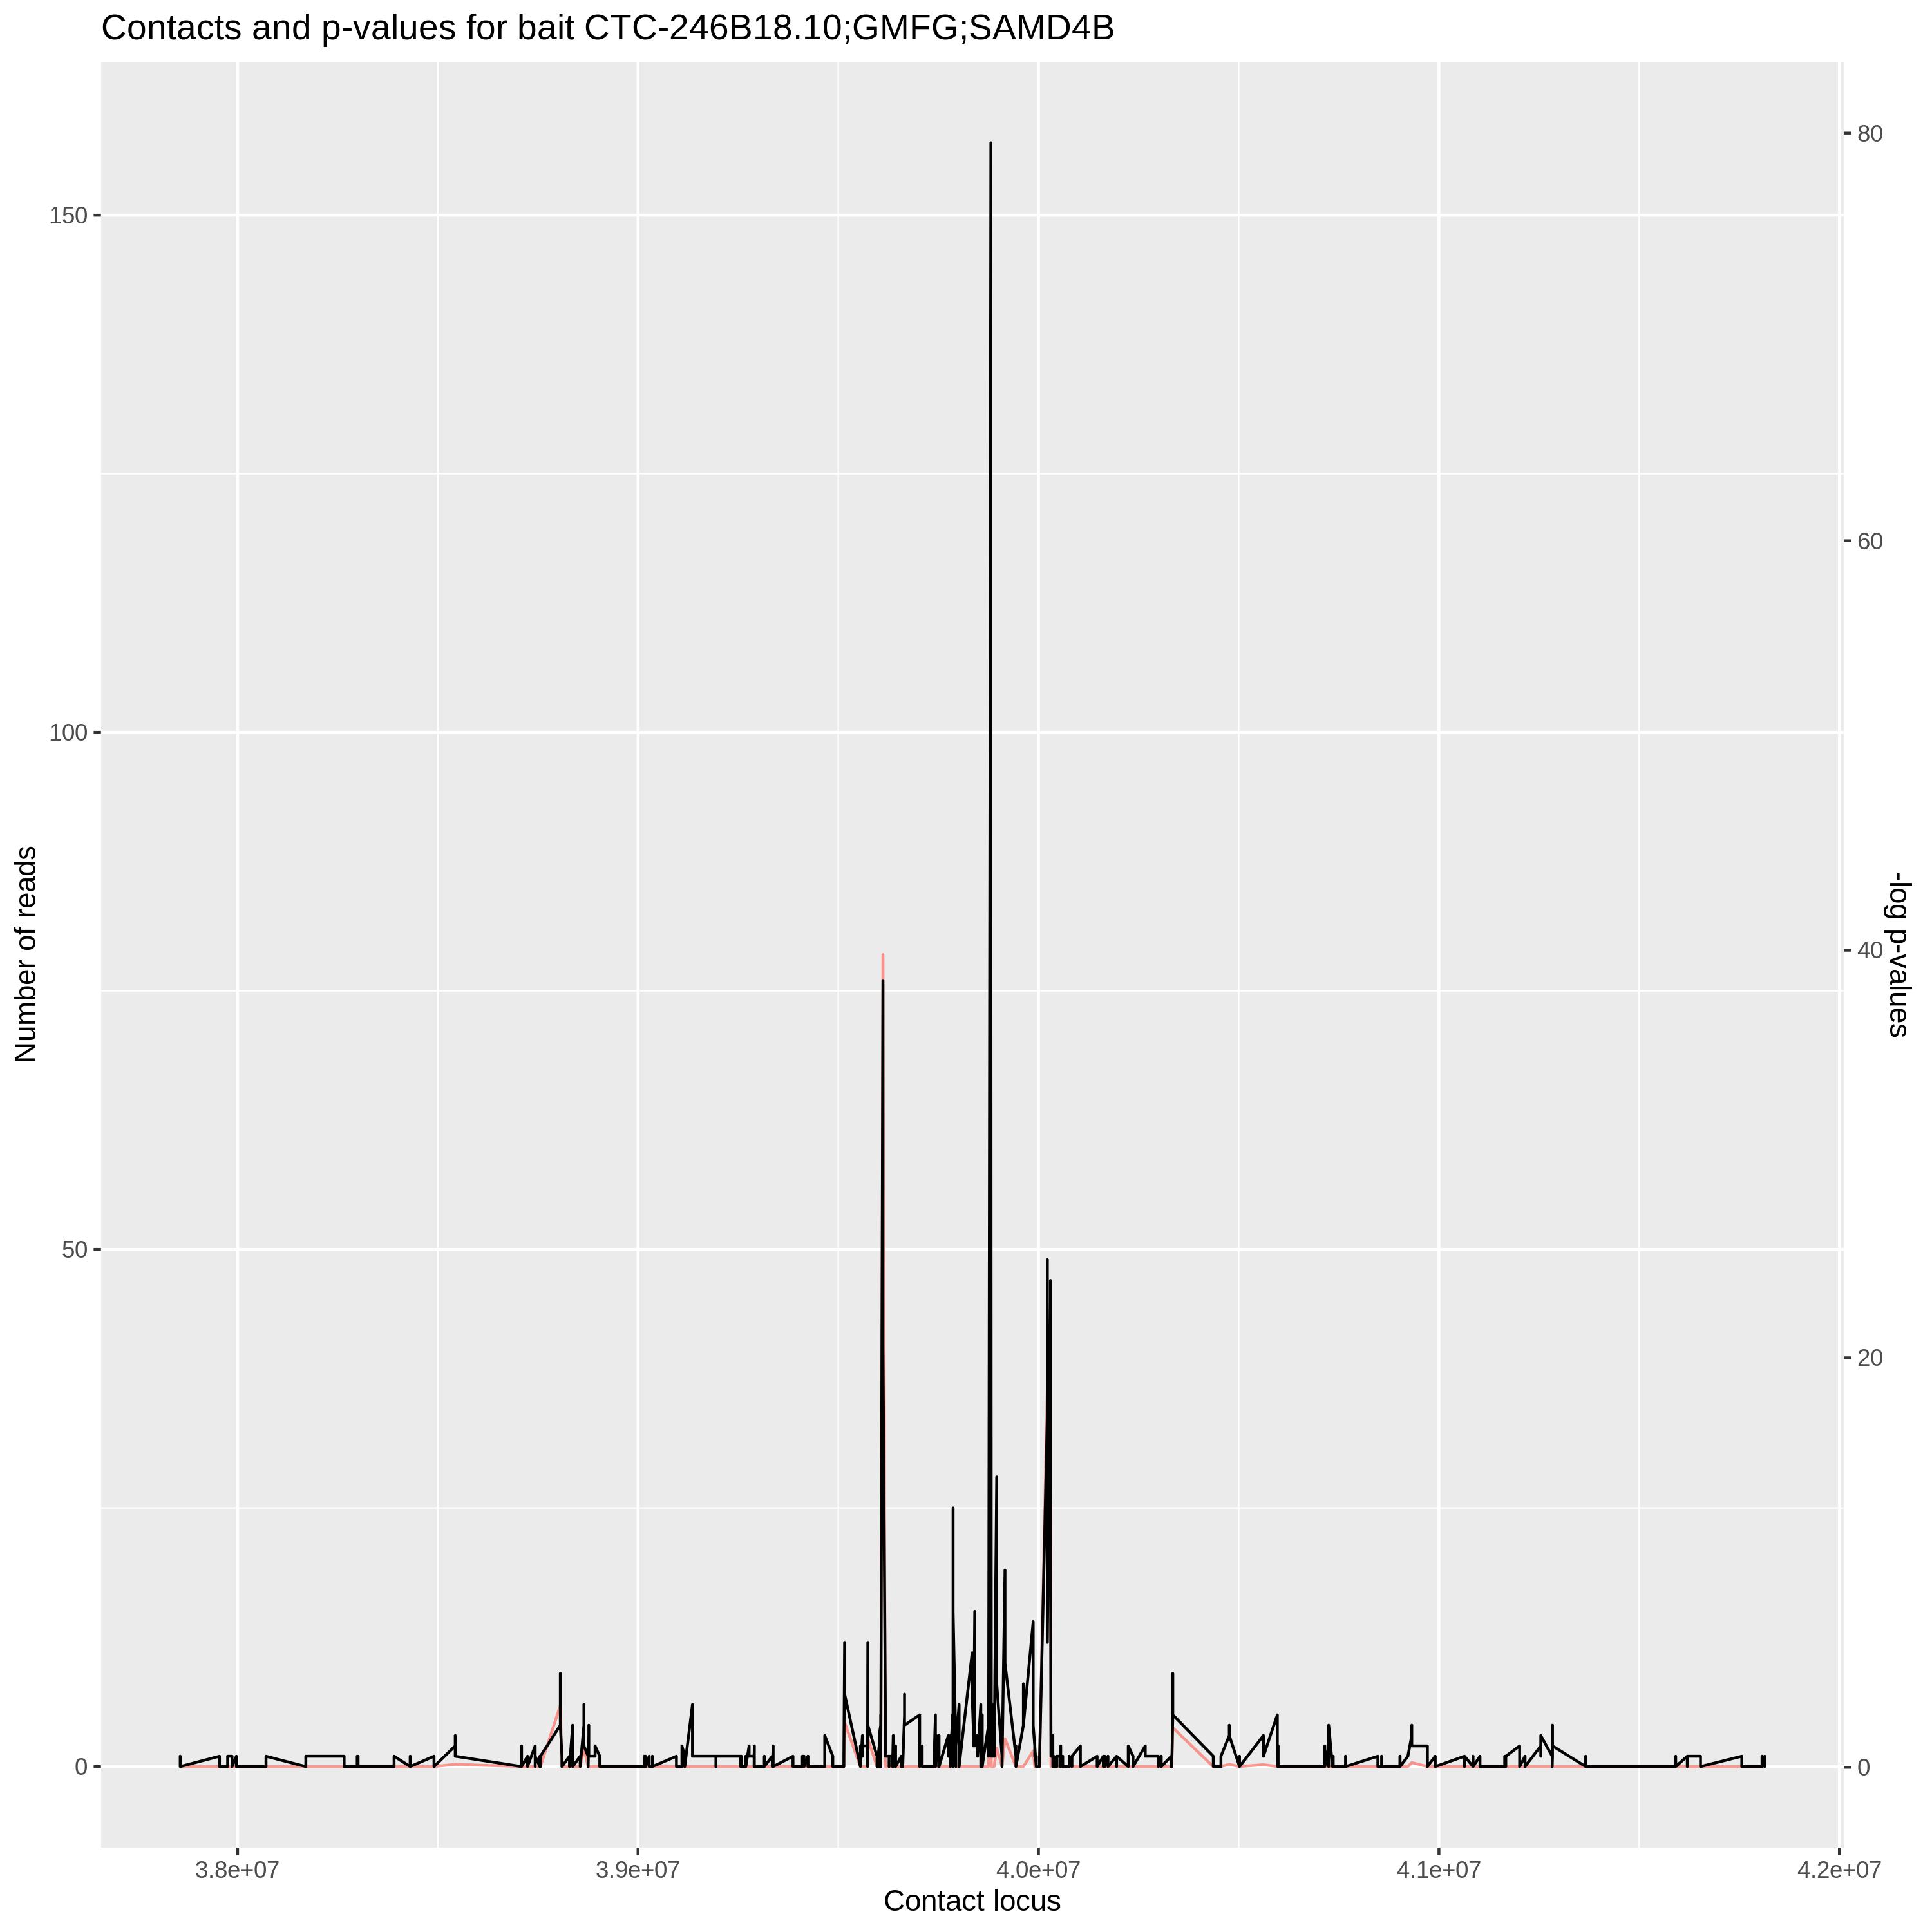 Contacts and p-values for bait CTC-246B18.10;GMFG;SAMD4B
150
100
50
0
Number of reads
80
60
40
20
0
-log p-values
3.8e+07 3.9e+07 4.0e+07 4.1e+07 4.2e+07
Contact locus